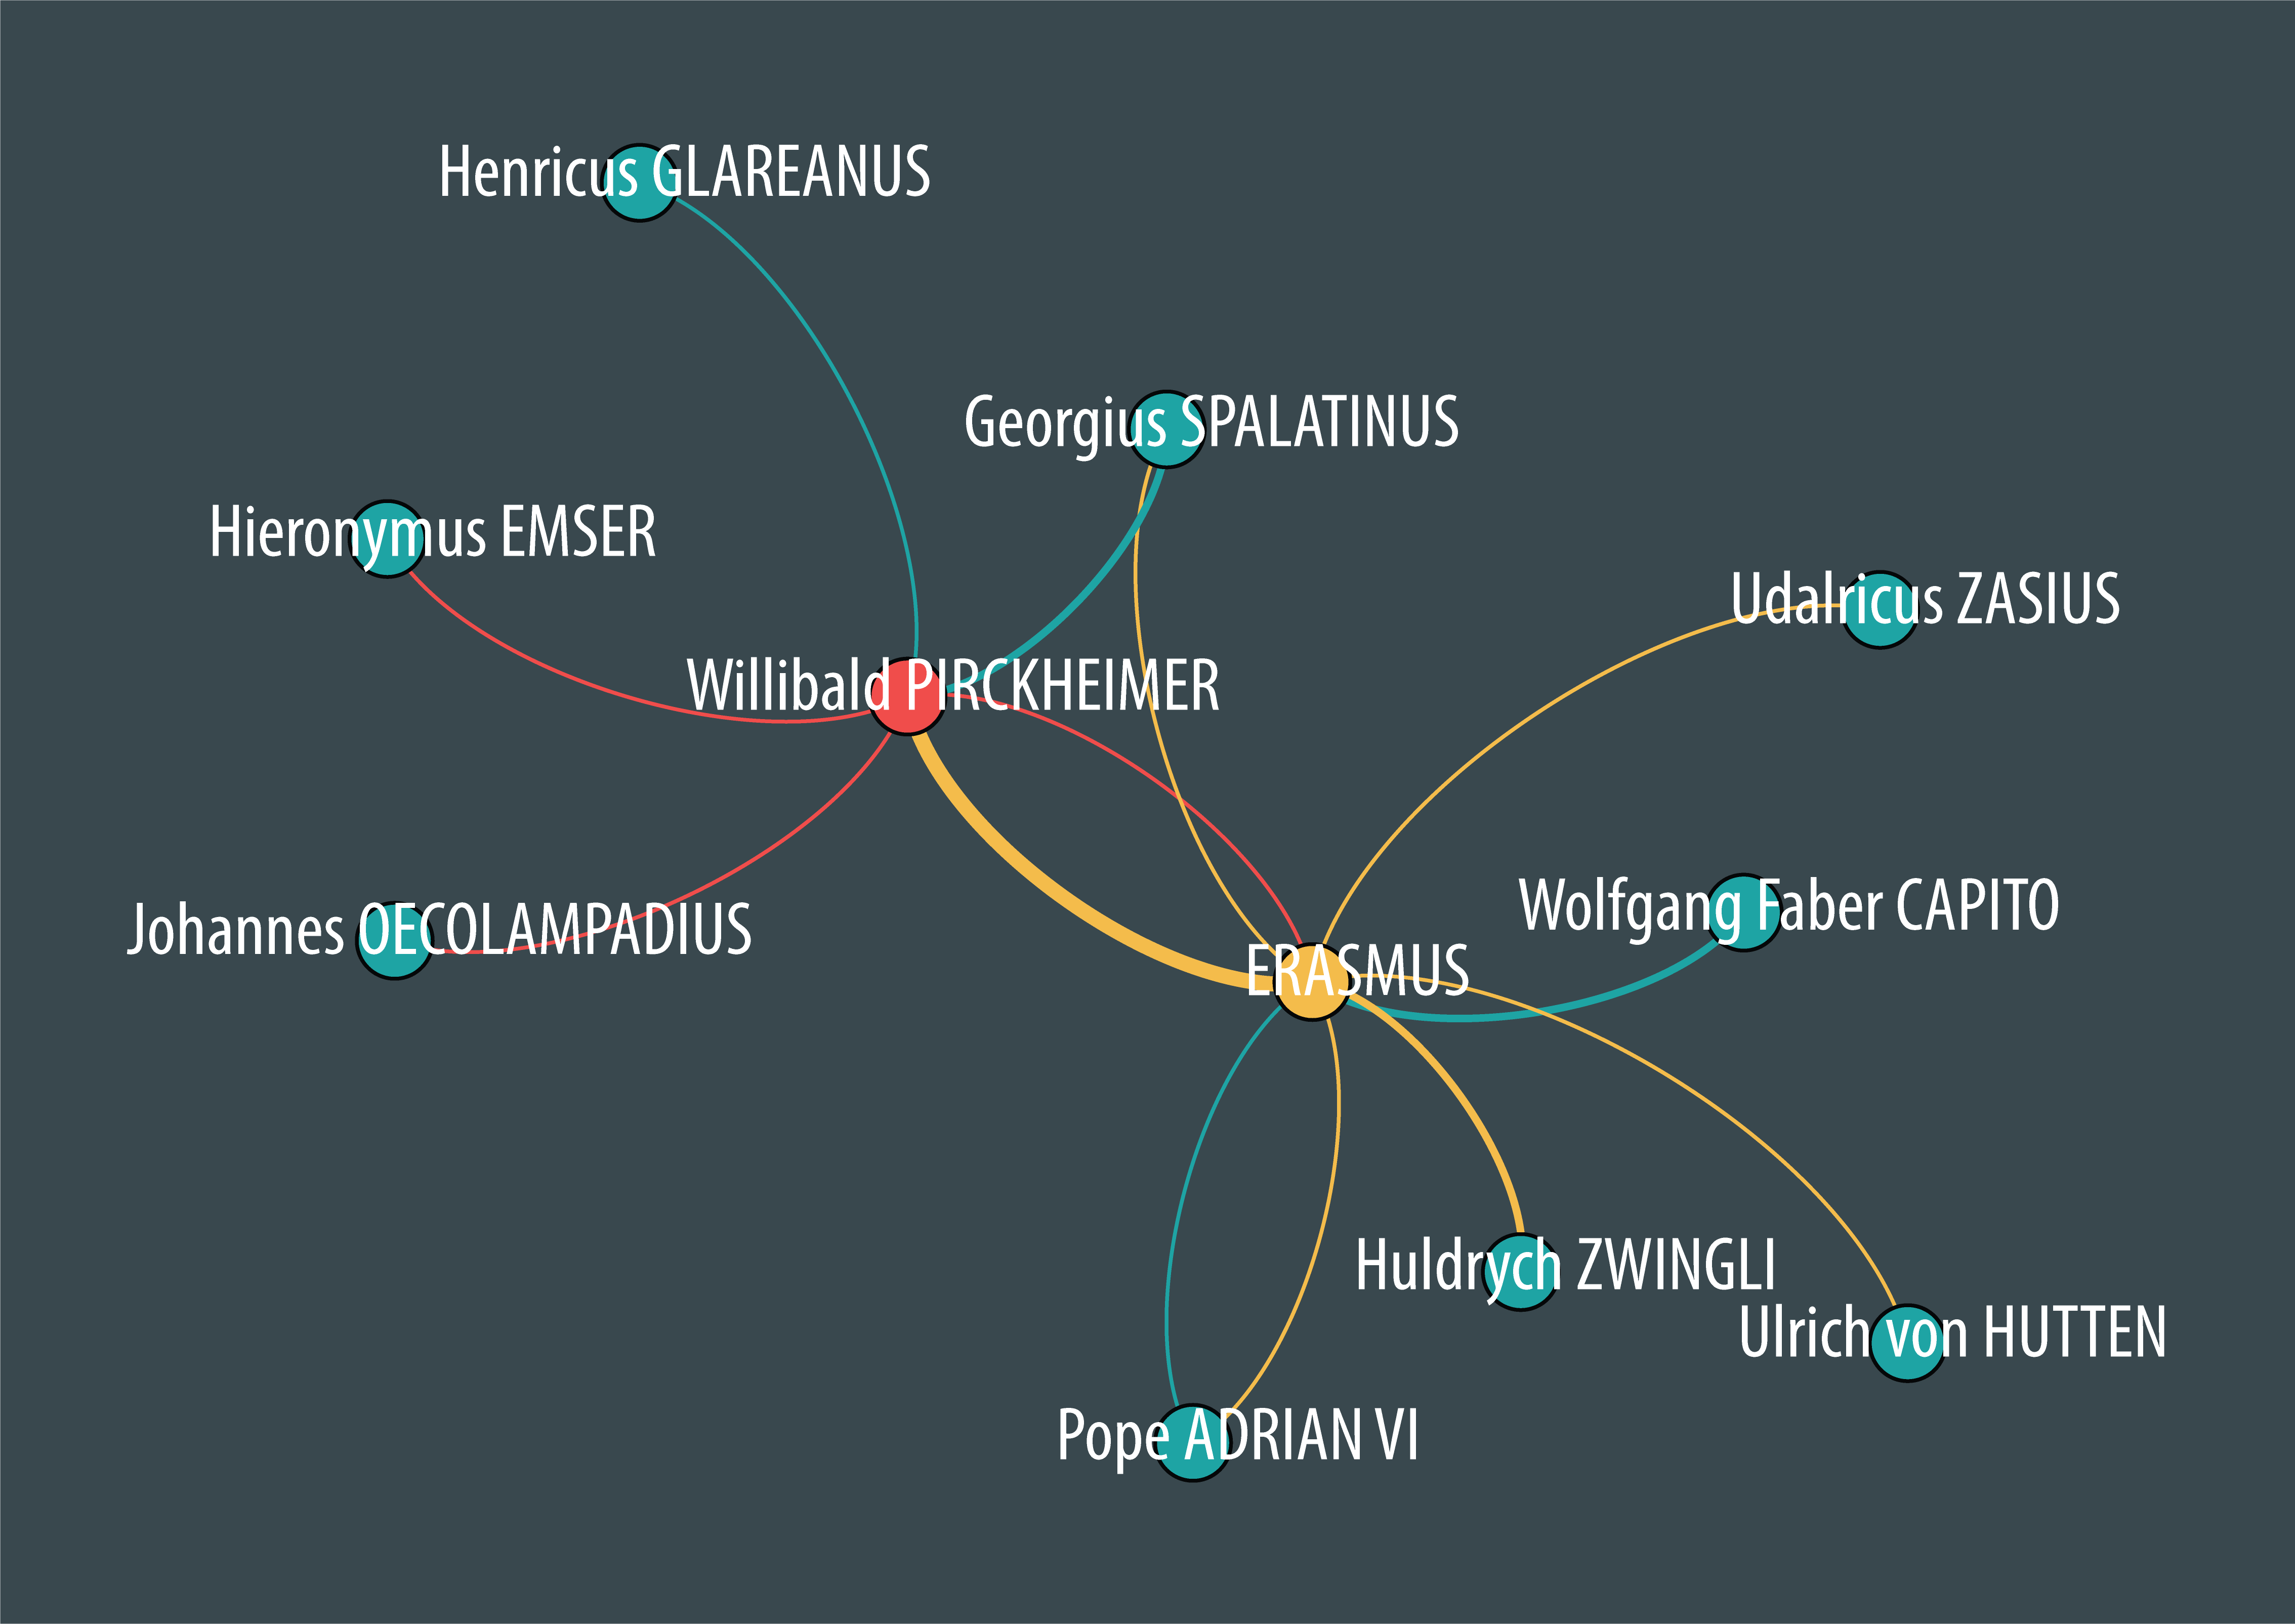 Henricus GLAREANUS
Georgius SPALATINUS
Hieronymus EMSER
Udalricus ZASIUS
Willibald PIRCKHEIMER
Wolfgang Faber CAPITO
Johannes OECOLAMPADIUS
ERASMUS
Huldrych ZWINGLI
Ulrich von HUTTEN
Pope ADRIAN VI